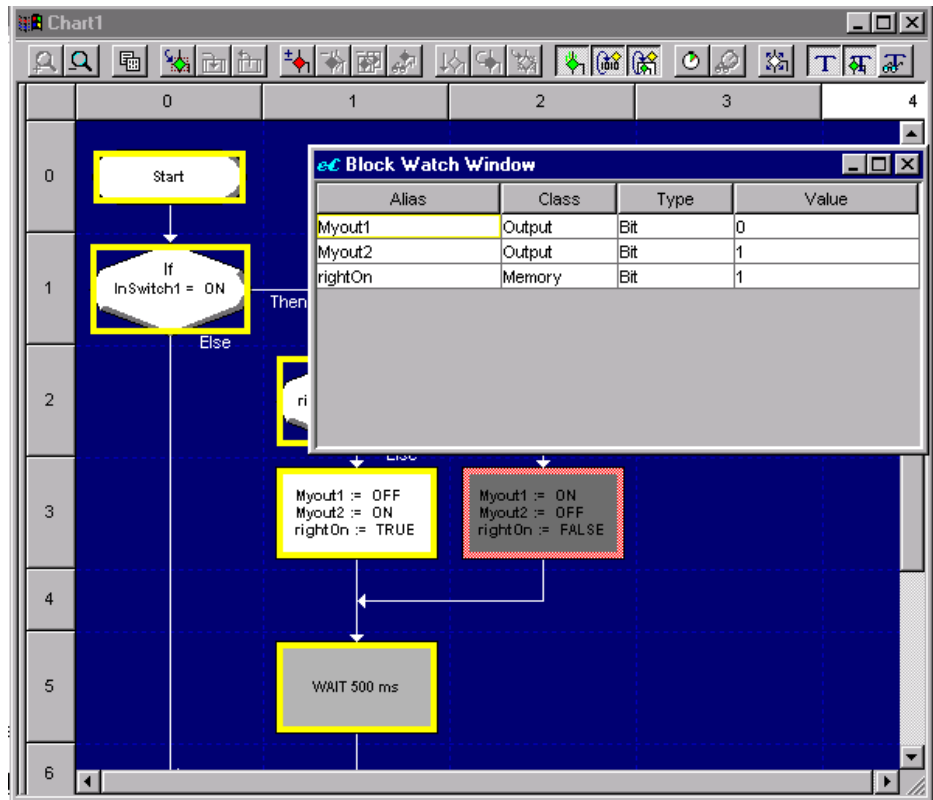 Chart1
0 1 2 3 4
0
Start
eC Block Watch Window
Alias Class Type Value
Myout1 Output Bit 0
Myout2 Output Bit 1
rightOn Memory Bit 1
1
If
InSwitch1 = ON
Then
Else
2
ri
Else
3
Myout1 := OFF
Myout2 := ON
rightOn := TRUE
Myout1 := ON
Myout2 := OFF
rightOn := FALSE
4
5
WAIT 500 ms
6